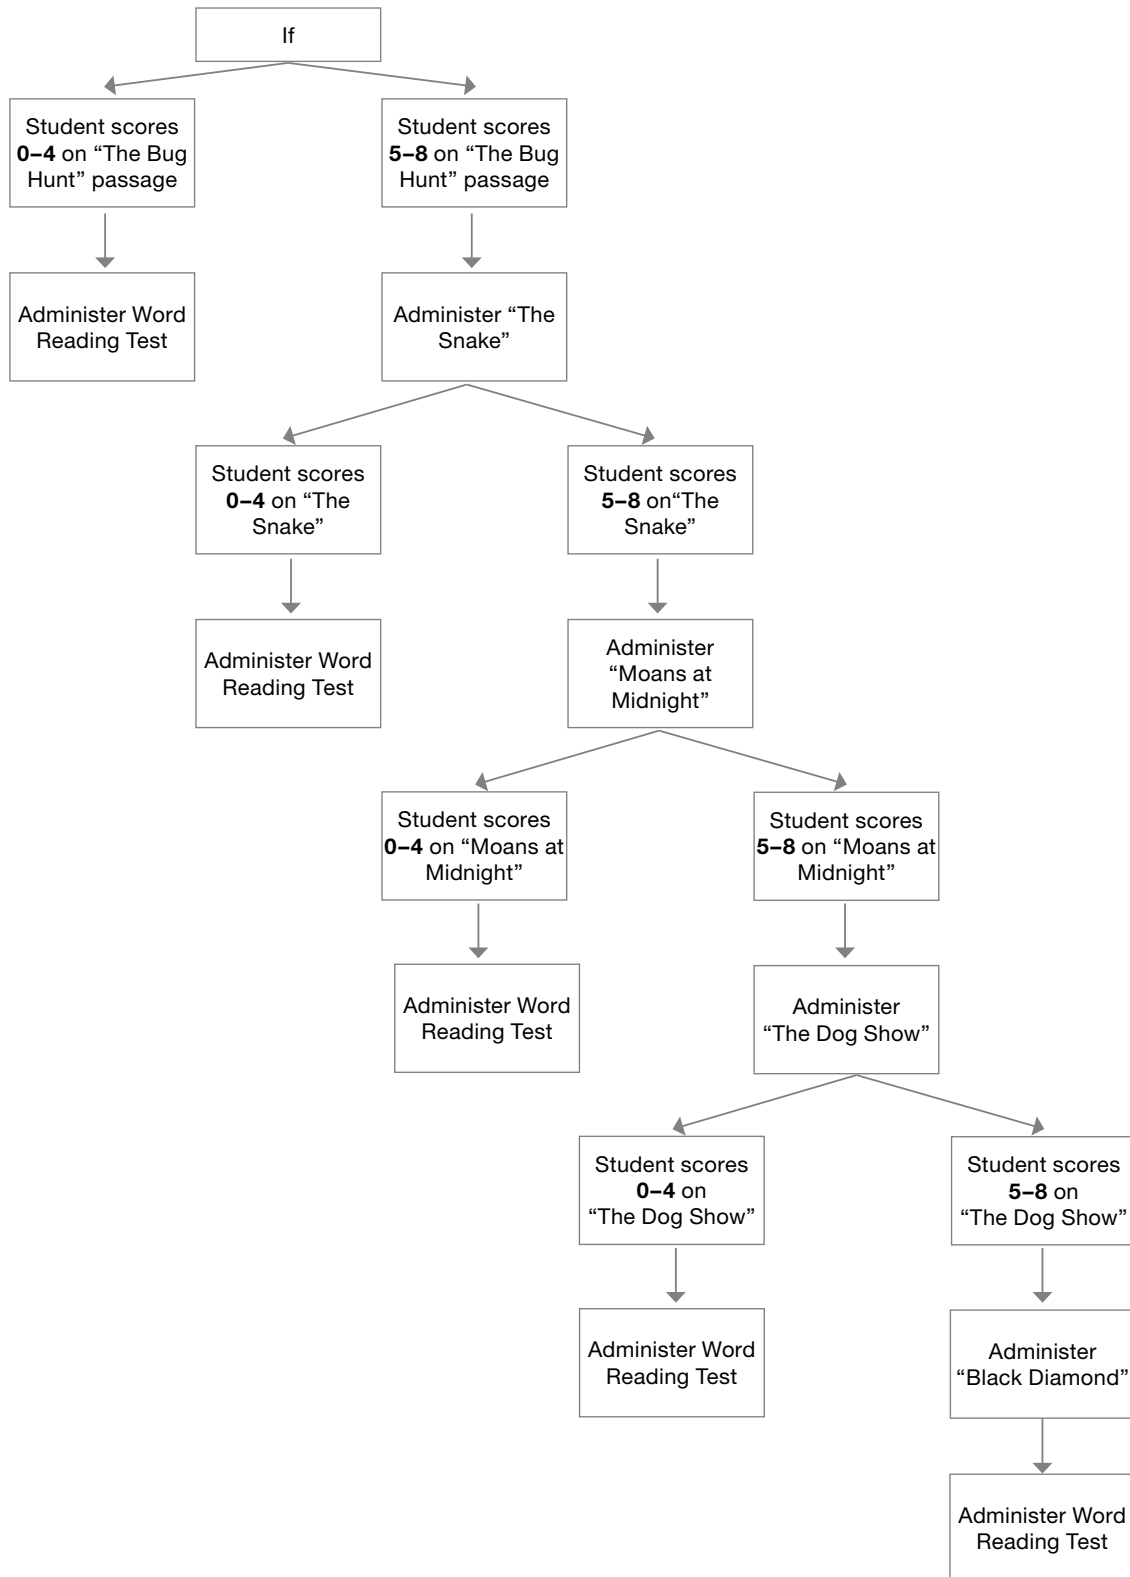 If
Student scores
0–4 on “The Bug
Hunt” passage
Student scores
5–8 on “The Bug
Hunt” passage
Administer Word
Reading Test
Administer “The
Snake”
Student scores
0–4 on “The
Snake”
Student scores
5–8 on“The
Snake”
Administer Word
Reading Test
Administer
“Moans at
Midnight”
Student scores
0–4 on “Moans at
Midnight”
Student scores
5–8 on “Moans at
Midnight”
Administer Word
Reading Test
Administer
“The Dog Show”
Student scores
0–4 on
“The Dog Show”
Student scores
5–8 on
“The Dog Show”
Administer Word
Reading Test
Administer
“Black Diamond”
Administer Word
Reading Test